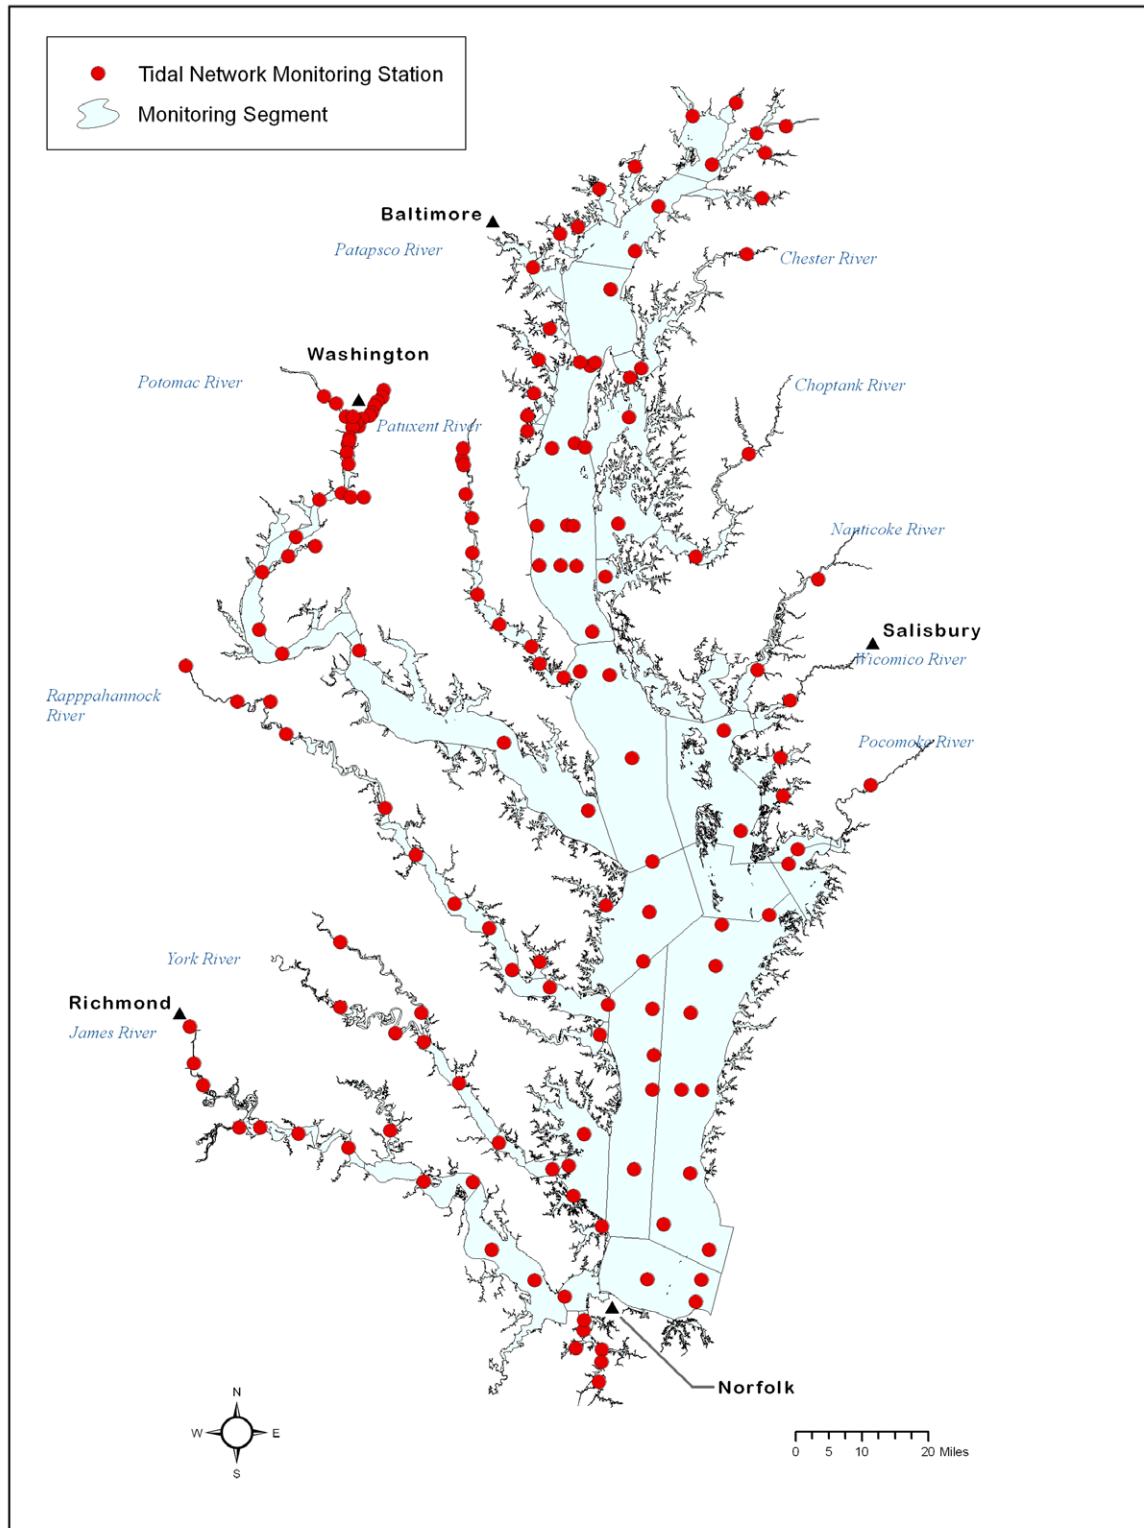 Tidal Network Monitoring Station
Monitoring Segment
Baltimore
Patapsco River
Chester River
Washington
Potomac River
Choptank River
Patuxent River
Nanticoke River
Salisbury
Wicomico River
Rapppahannock
River
Pocomoke River
York River
Richmond
James River
Norfolk
N
W E
S
0 5 10 20 Miles